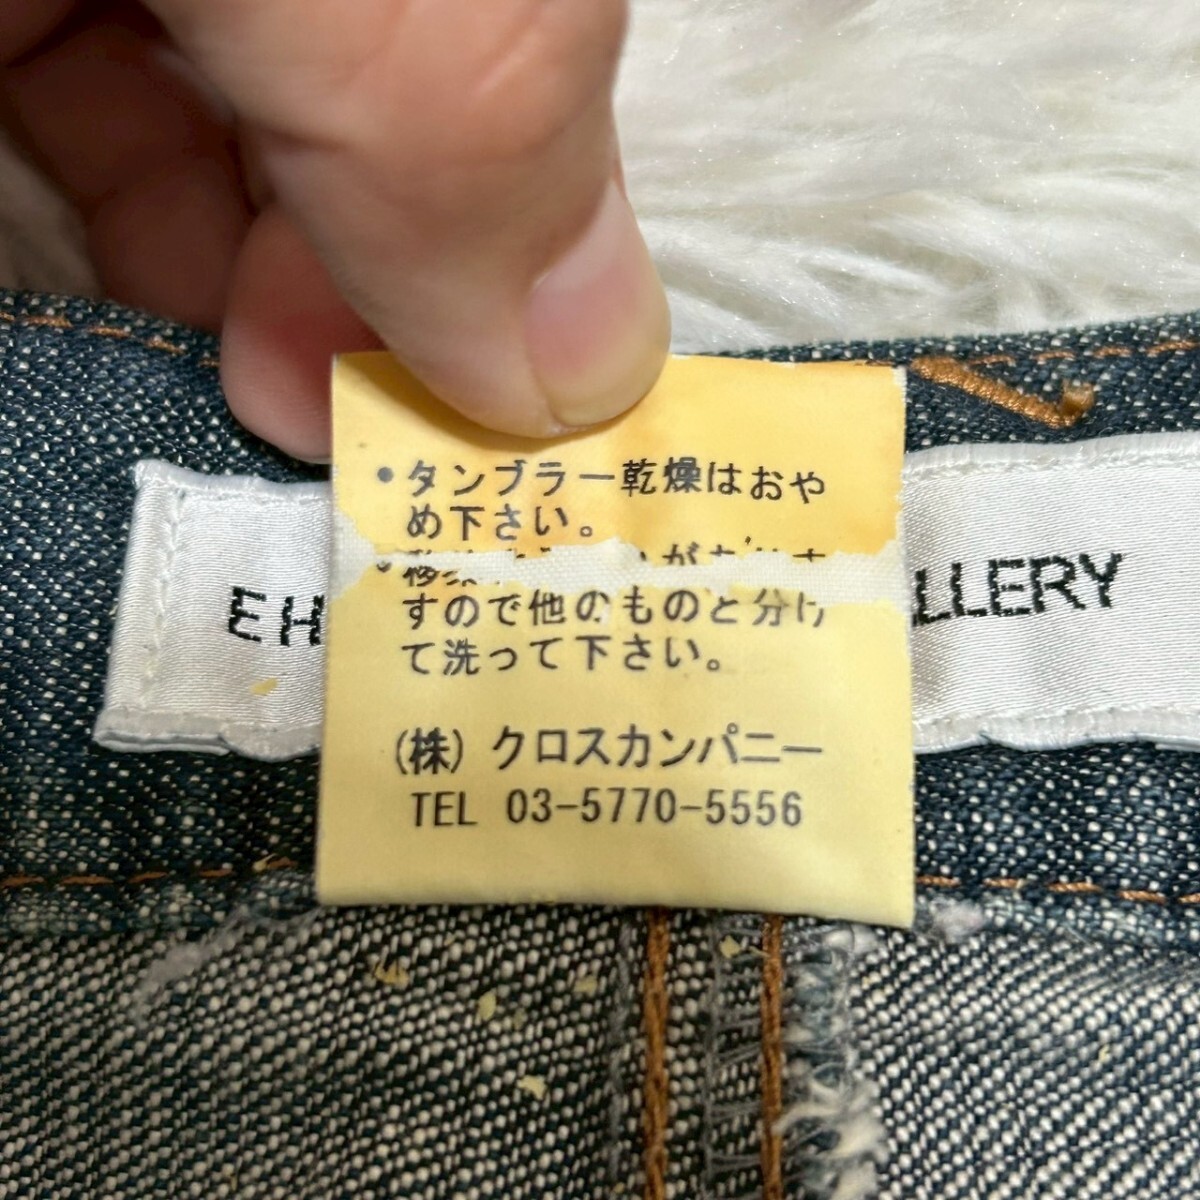 ・タンブラー乾燥はおや
め下さい。
すので他のものと分け
て洗って下さい。
(株) クロスカンパニー
TEL 03-5770-5556